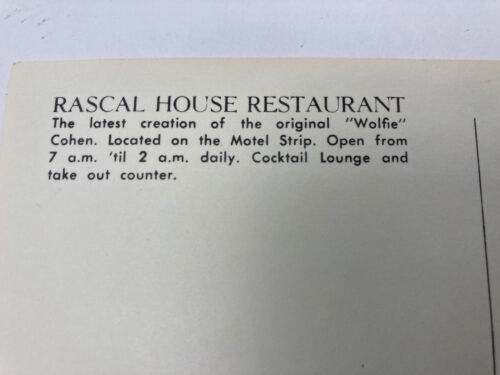 RASCAL HOUSE RESTAURANT
The latest creation of the original "Wolfie"
Cohen. Located on the Motel Strip. Open from
7 a.m. 'til 2 a.m. daily. Cocktail Lounge and
take out counter.